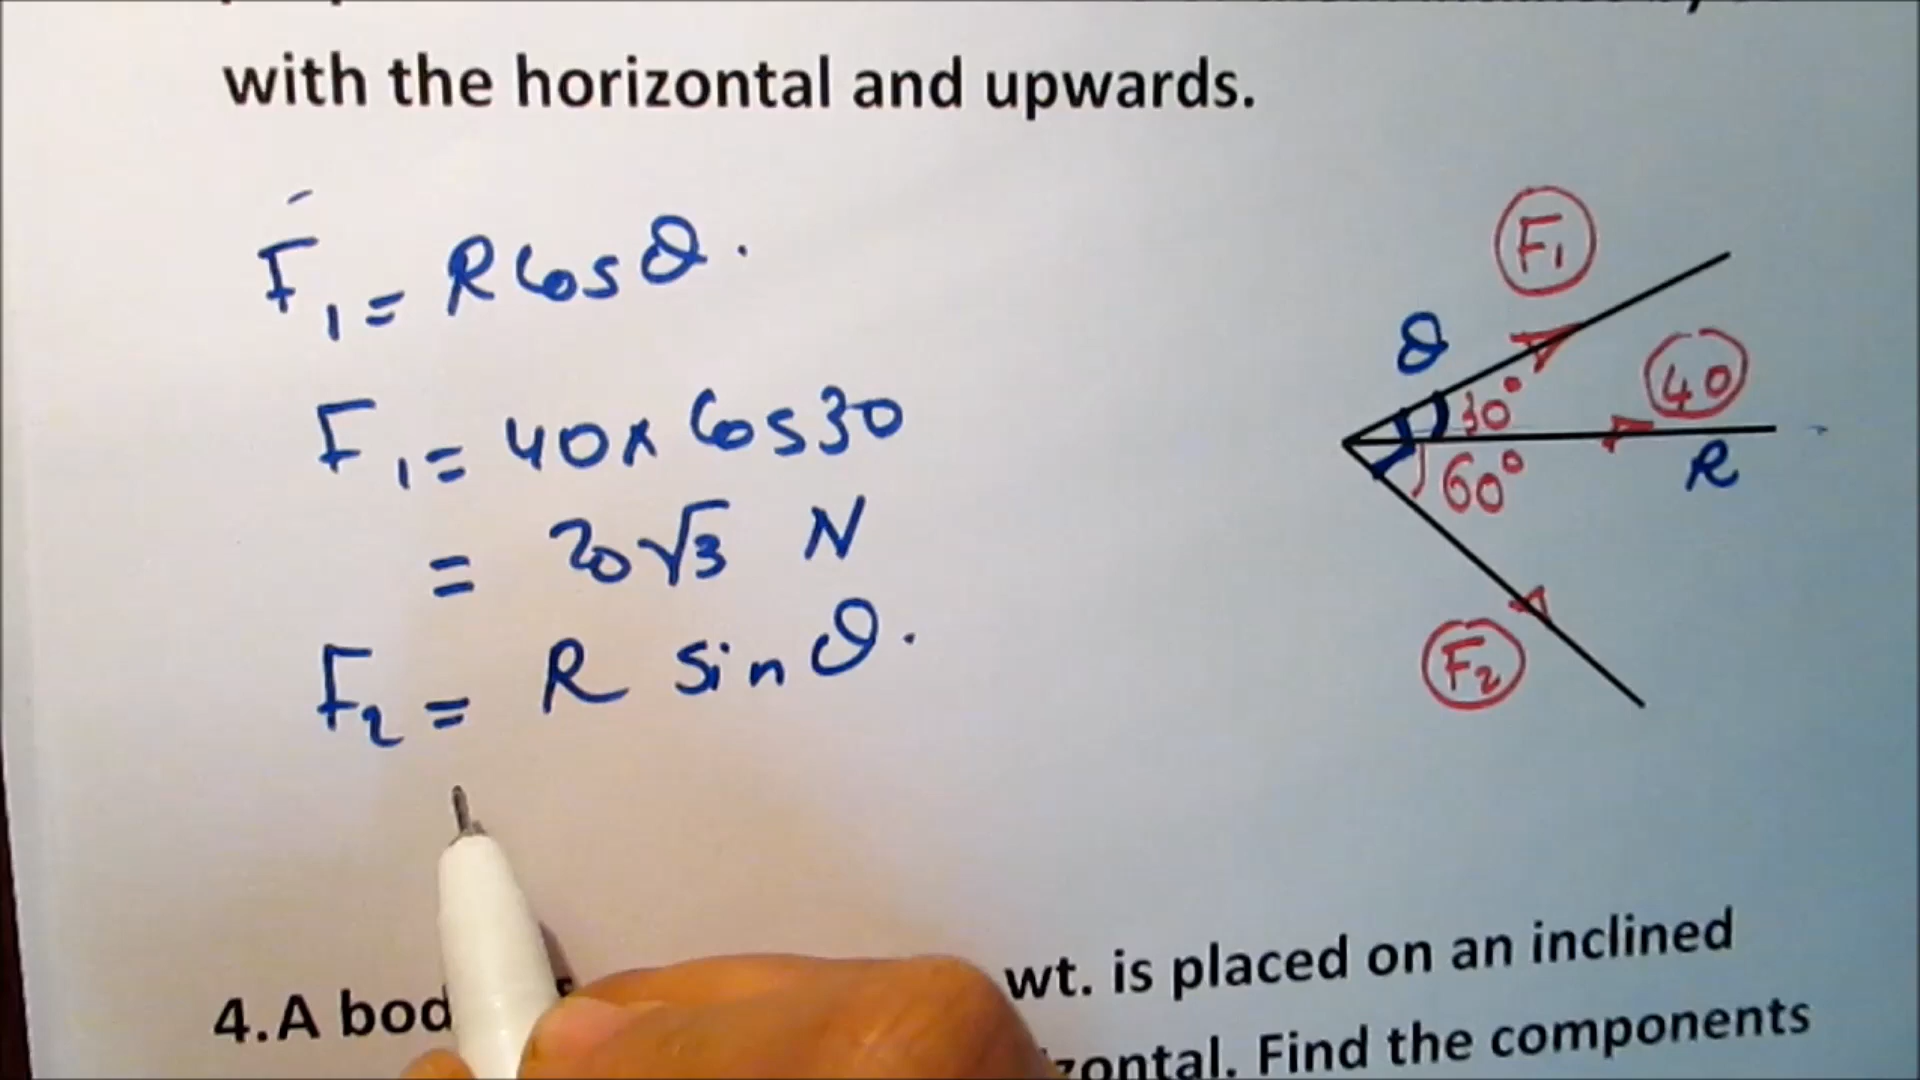 with the horizontal and upwards.
F₁ = R Cos θ.
F₁ = 40 x Cos 30
= 20√3 N
F₂ = R sin θ.
F₁
θ
40
30°
R
60°
F₂
4. A bod wt. is placed on an inclined
zontal. Find the components